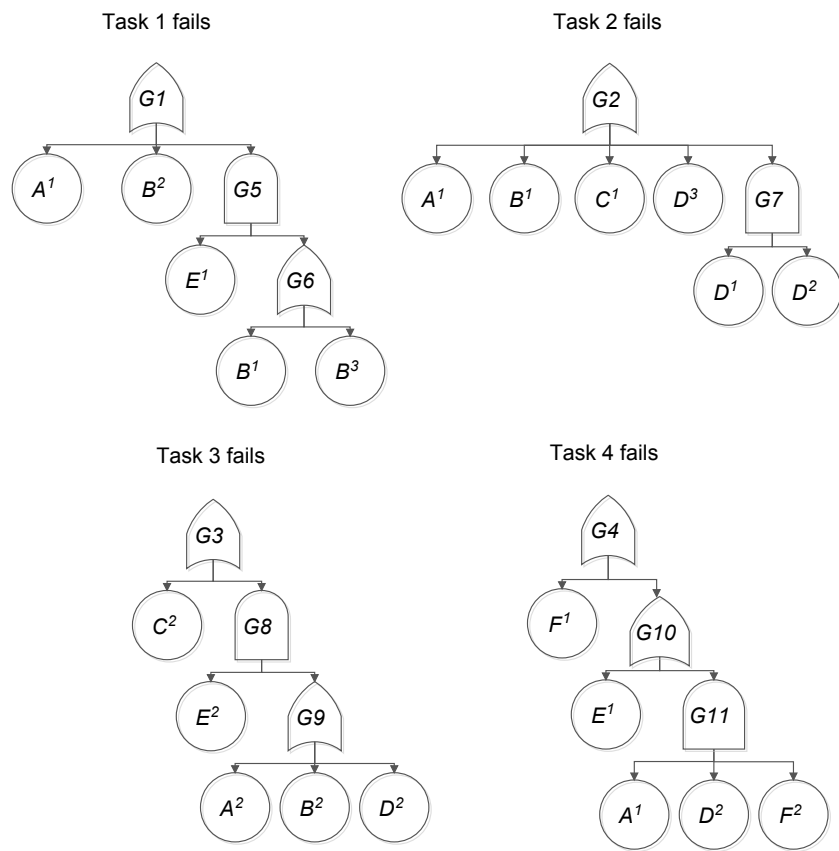 Task 1 fails
Task 2 fails
G1
G2
A¹
B²
G5
A¹
B¹
C¹
D³
G7
E¹
G6
D¹
D²
B¹
B³
Task 3 fails
Task 4 fails
G3
G4
C²
G8
F¹
G10
E²
G9
E¹
G11
A²
B²
D²
A¹
D²
F²